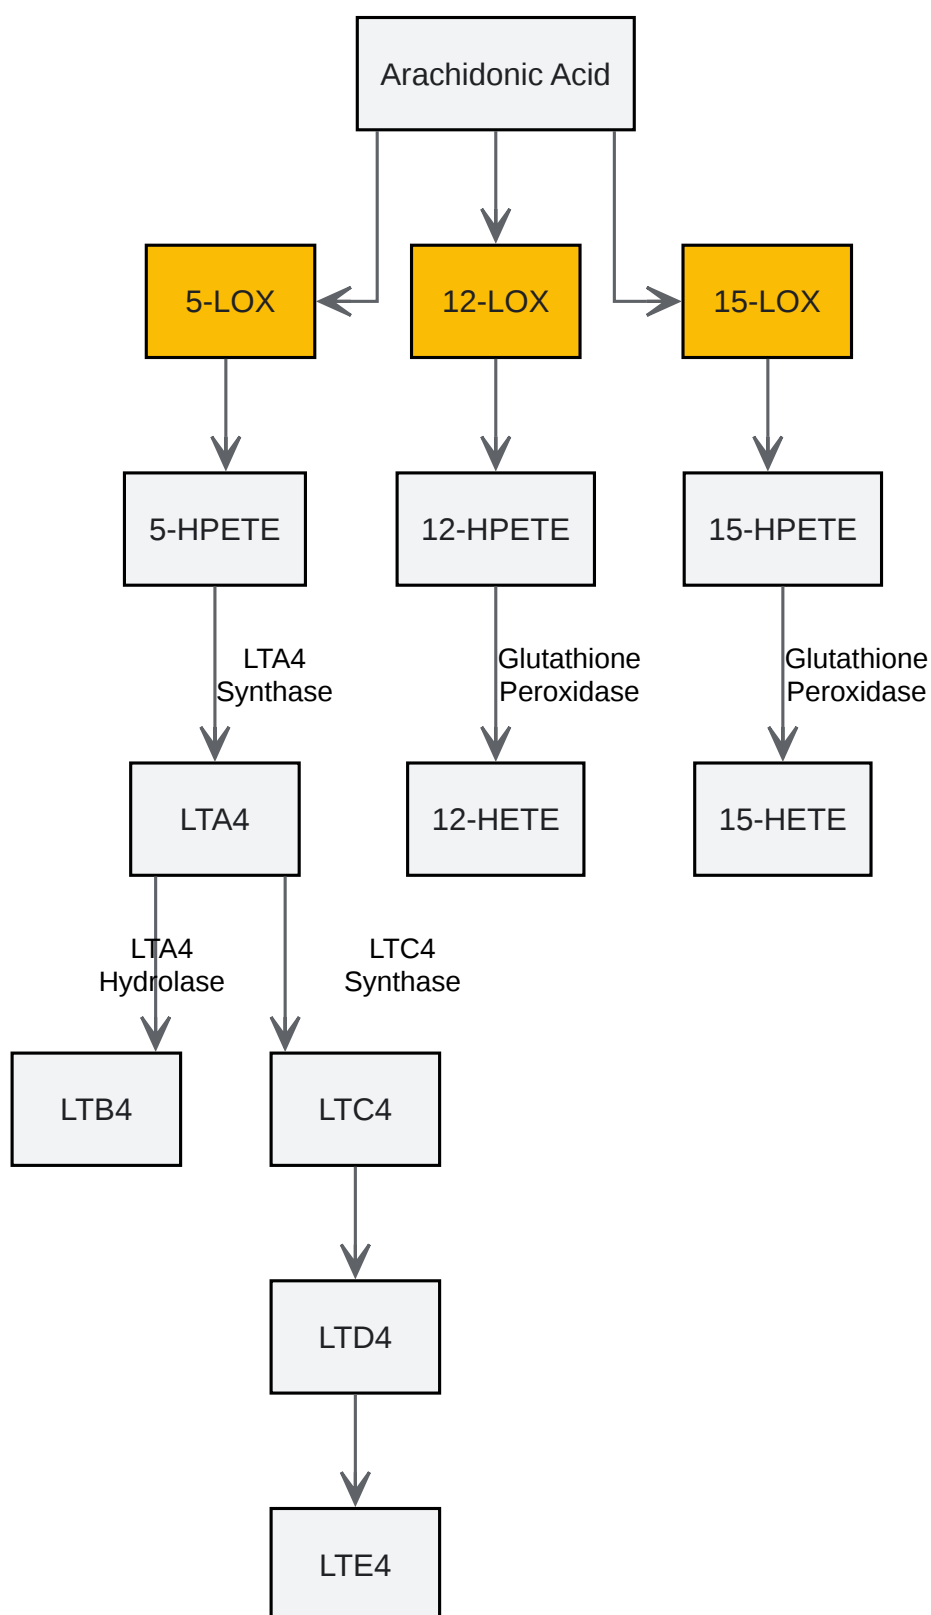 Arachidonic Acid
5-LOX
12-LOX
15-LOX
5-HPETE
12-HPETE
15-HPETE
LTA4
Synthase
Glutathione
Peroxidase
Glutathione
Peroxidase
LTA4
12-HETE
15-HETE
LTA4
Hydrolase
LTC4
Synthase
LTB4
LTC4
LTD4
LTE4